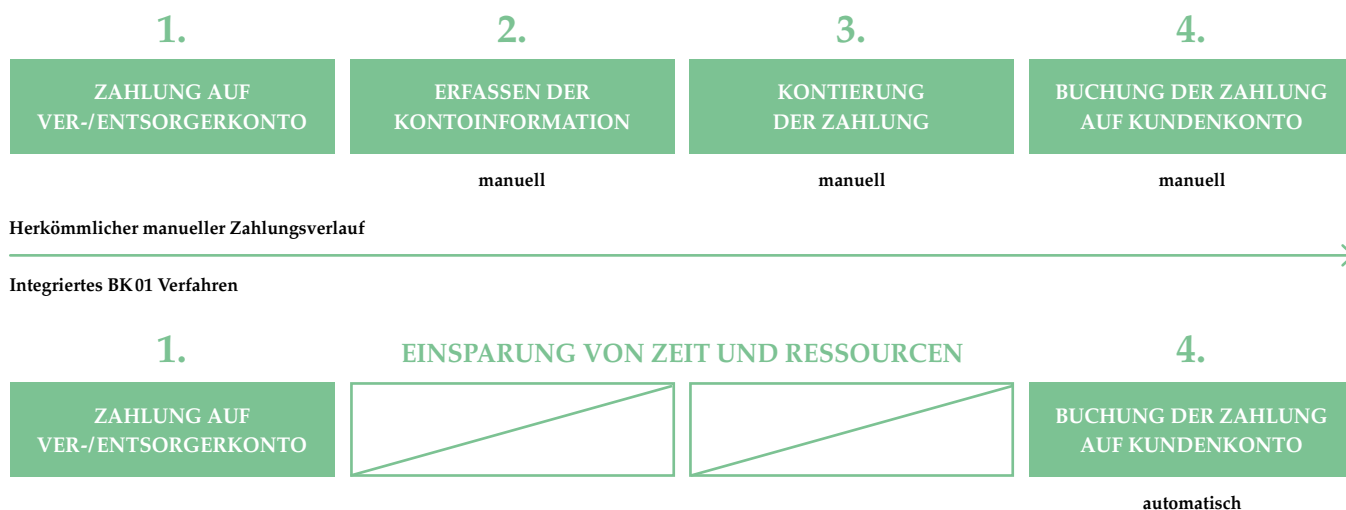 1.
2.
3.
4.
ZAHLUNG AUF
VER-/ENTSORGERKONTO
ERFASSEN DER
KONTOINFORMATION
KONTIERUNG
DER ZAHLUNG
BUCHUNG DER ZAHLUNG
AUF KUNDENKONTO
manuell
manuell
manuell
Herkömmlicher manueller Zahlungsverlauf
Integriertes BK 01 Verfahren
1.
EINSPARUNG VON ZEIT UND RESSOURCEN
4.
ZAHLUNG AUF
VER-/ENTSORGERKONTO
BUCHUNG DER ZAHLUNG
AUF KUNDENKONTO
automatisch